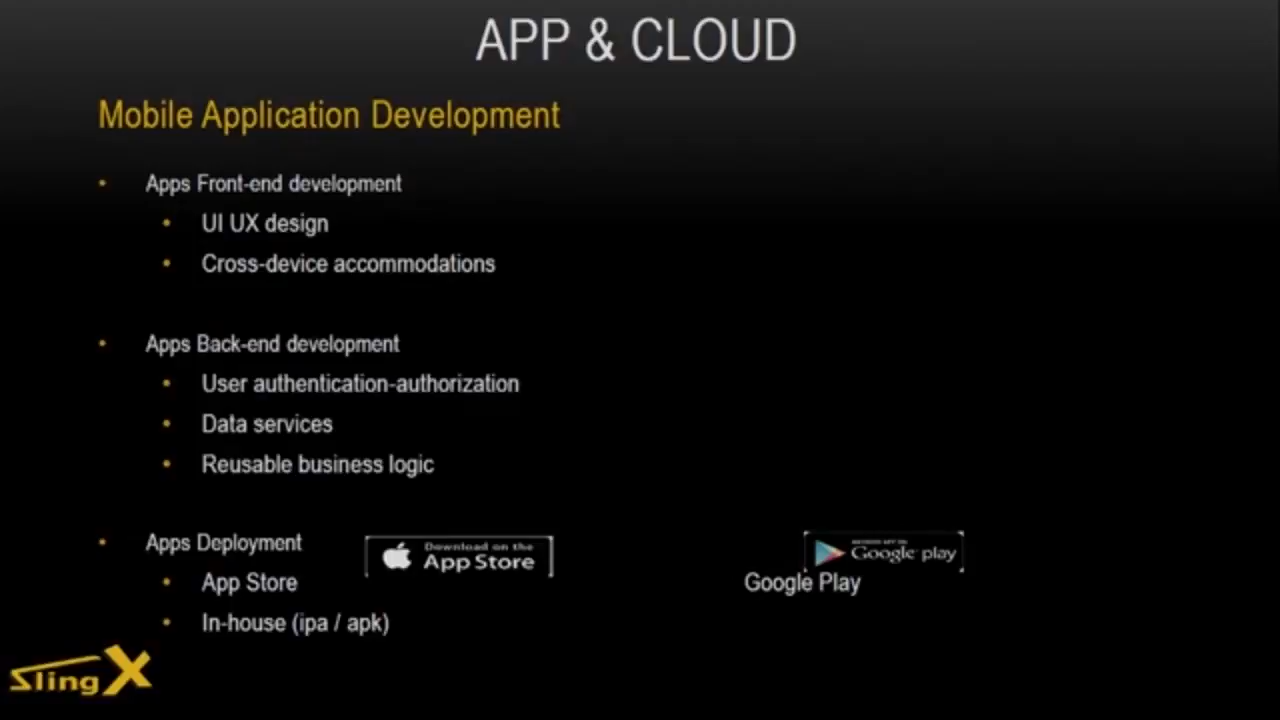 APP & CLOUD
Mobile Application Development
• Apps Front-end development
• UI UX design
• Cross-device accommodations
• Apps Back-end development
• User authentication-authorization
• Data services
• Reusable business logic
• Apps Deployment
Download on the
App Store
Google play
• App Store
Google Play
• In-house (ipa / apk)
SlingX